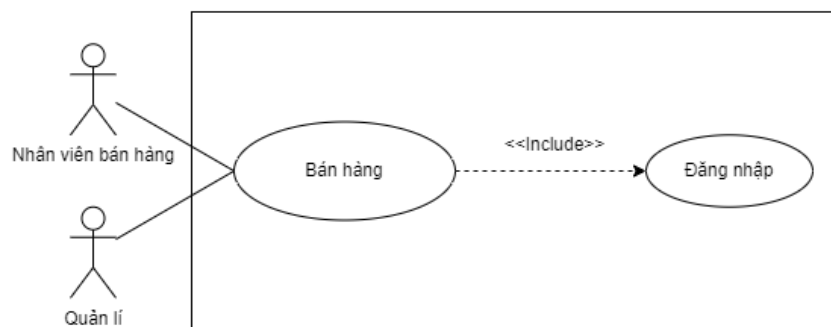 Nhân viên bán hàng
Bán hàng
<<Include>>
Đăng nhập
Quản lí